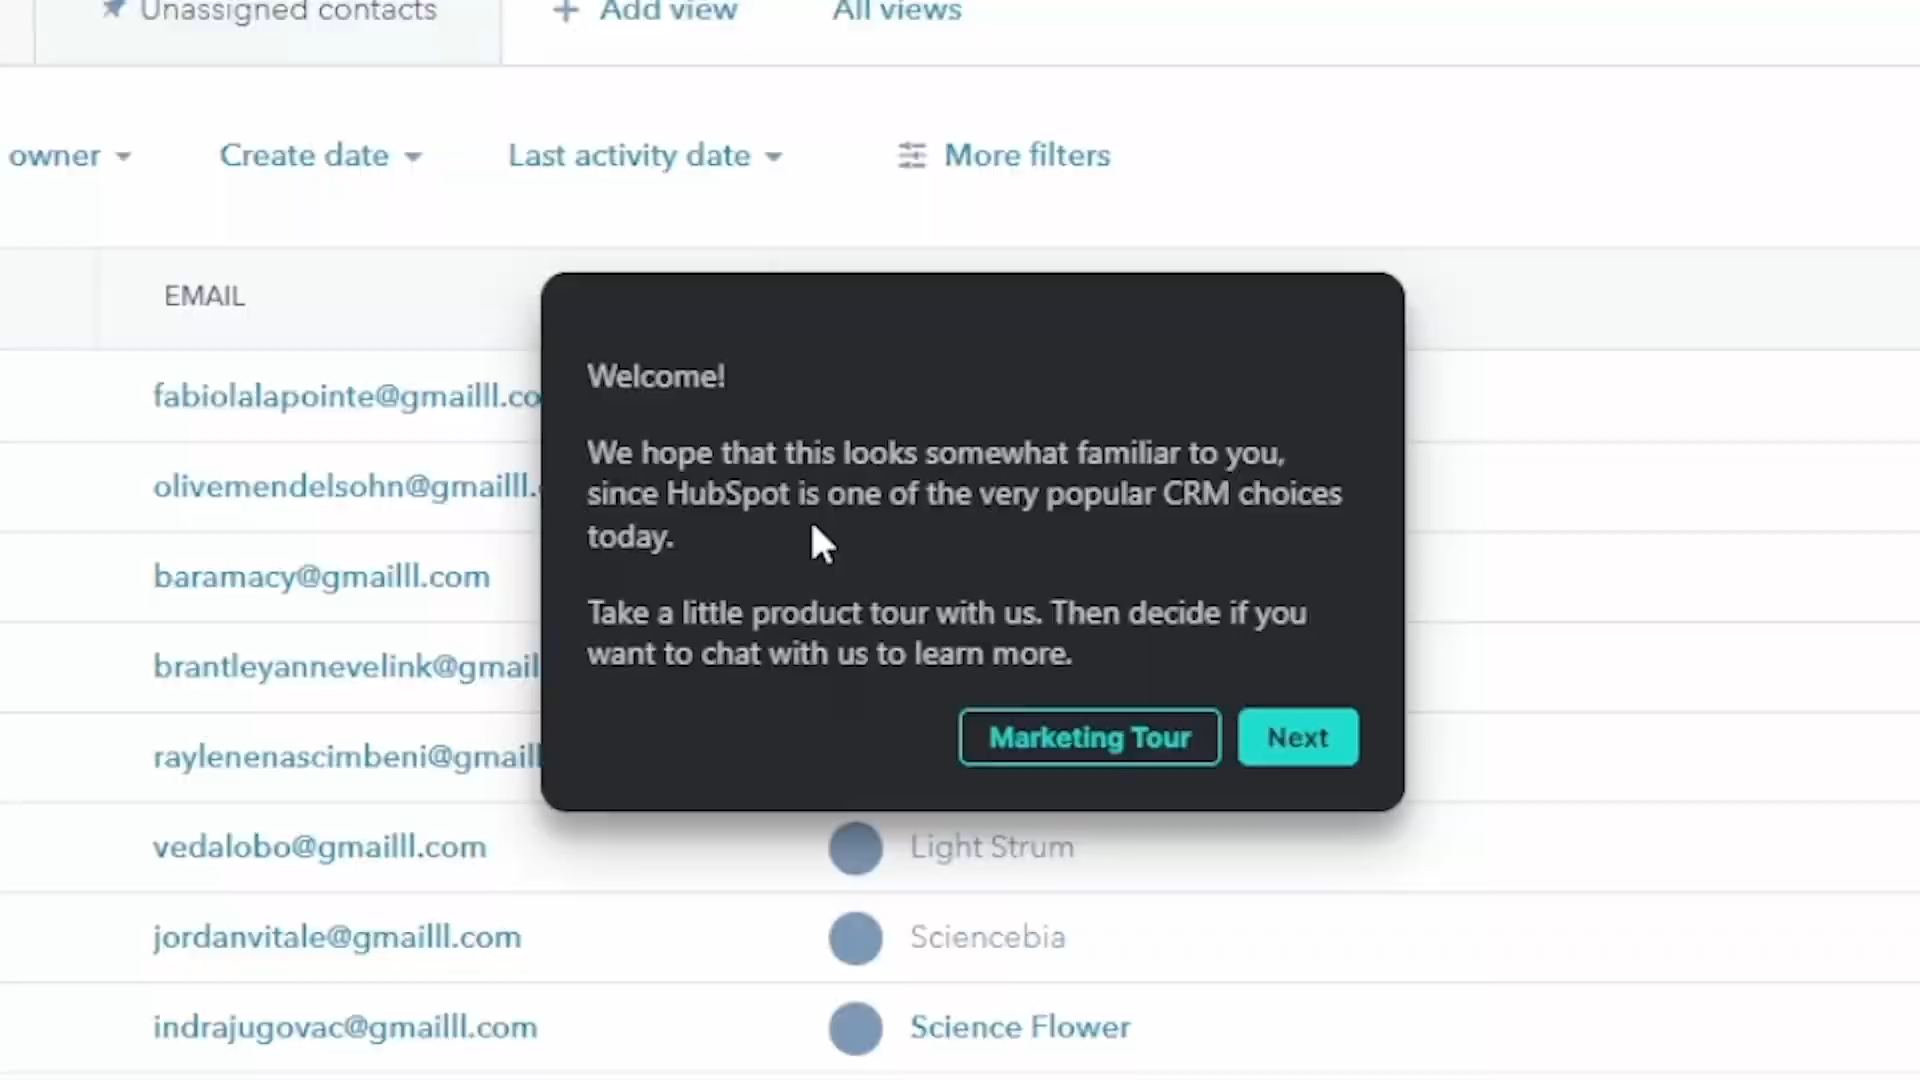 Unassigned contacts + Add view All views
owner Create date Last activity date More filters
EMAIL
Welcome!
We hope that this looks somewhat familiar to you,
since HubSpot is one of the very popular CRM choices
today.
Take a little product tour with us. Then decide if you
want to chat with us to learn more.
Marketing Tour Next
fabiolalapointe@gmailll.co
olivemendelsohn@gmailll.
baramacy@gmailll.com
brantleyannevelink@gmail
raylenenascimbeni@gmaill
vedalobo@gmailll.com Light Strum
jordanvitale@gmailll.com Sciencebia
indrajugovac@gmailll.com Science Flower